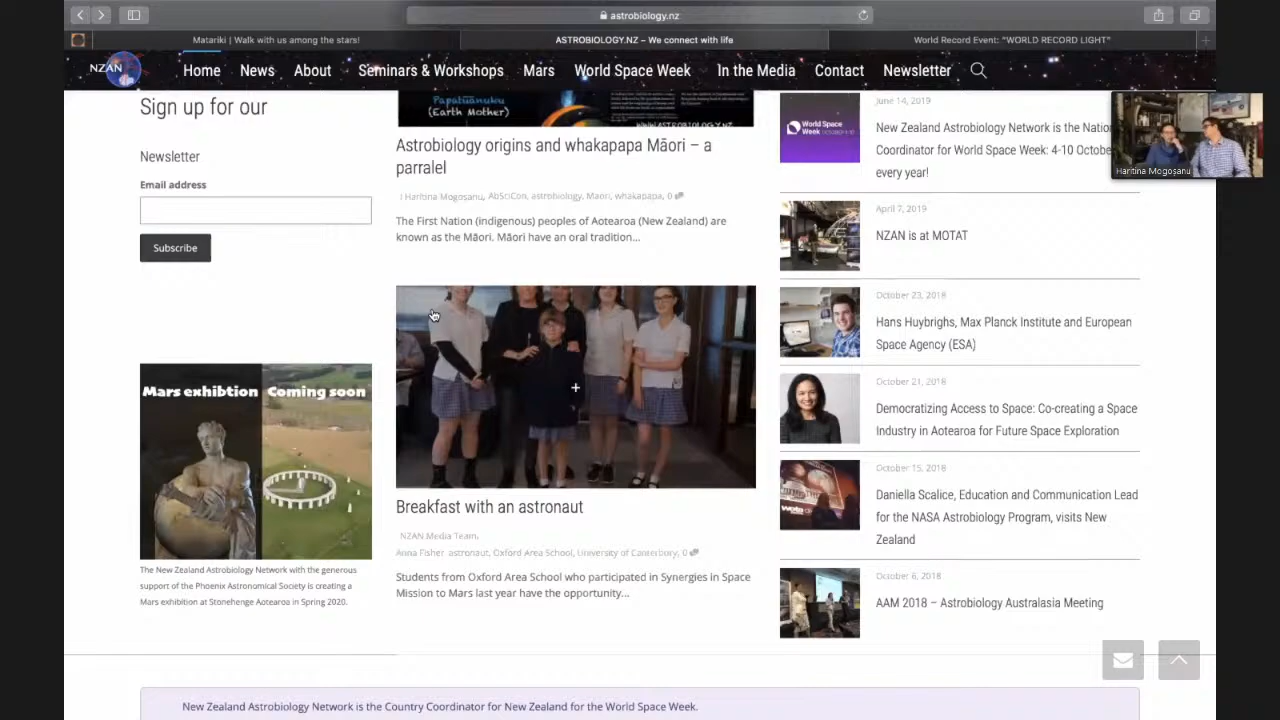 astrobiology.nz
Matariki | Walk with us among the stars!
ASTROBIOLOGY.NZ – We connect with life
World Record Event: "WORLD RECORD LIGHT"
NZAN
Home
News
About
Seminars & Workshops
Mars
World Space Week
In the Media
Contact
Newsletter
Sign up for our
Newsletter
Email address
Subscribe
Mars exhibtion
Coming soon
The New Zealand Astrobiology Network with the generous
support of the Phoenix Astronomical Society is creating a
Mars exhibition at Stonehenge Aotearoa in Spring 2020.
Papatūānuku
(Earth Mother)
WWW.ASTROBIOLOGY.NZ
Astrobiology origins and whakapapa Māori – a
parralel
| Haritina Mogoșanu, AbSciCon, astrobiology, Maori, whakapapa, 0
The First Nation (indigenous) peoples of Aotearoa (New Zealand) are
known as the Māori. Māori have an oral tradition...
Breakfast with an astronaut
NZAN Media Team,
Anna Fisher astronaut, Oxford Area School, University of Canterbury, 0
Students from Oxford Area School who participated in Synergies in Space
Mission to Mars last year have the opportunity...
World Space
Week
June 14, 2019
New Zealand Astrobiology Network is the Natio
Coordinator for World Space Week: 4-10 Octobe
every year!
April 7, 2019
NZAN is at MOTAT
October 23, 2018
Hans Huybrighs, Max Planck Institute and European
Space Agency (ESA)
October 21, 2018
Democratizing Access to Space: Co-creating a Space
Industry in Aotearoa for Future Space Exploration
October 15, 2018
Daniella Scalice, Education and Communication Lead
for the NASA Astrobiology Program, visits New
Zealand
October 6, 2018
AAM 2018 – Astrobiology Australasia Meeting
Haritina Mogoșanu
New Zealand Astrobiology Network is the Country Coordinator for New Zealand for the World Space Week.